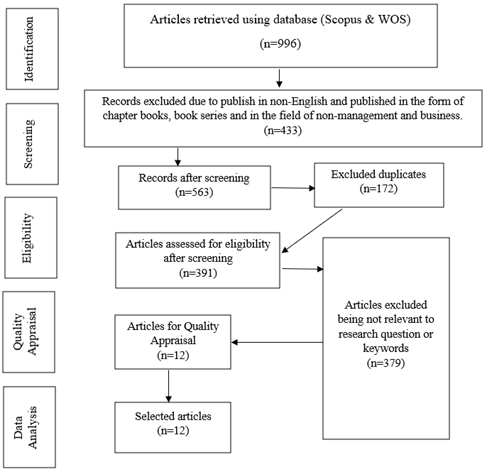 Identification
Articles retrieved using database (Scopus & WOS)
(n=996)
Records excluded due to publish in non-English and published in the form of
chapter books, book series and in the field of non-management and business.
(n=433)
Screening
Records after screening
(n=563)
Excluded duplicates
(n=172)
Eligibility
Articles assessed for eligibility
after screening
(n=391)
Articles excluded
being not relevant to
research question or
keywords
(n=379)
Quality
Appraisal
Articles for Quality
Appraisal
(n=12)
Data
Analysis
Selected articles
(n=12)